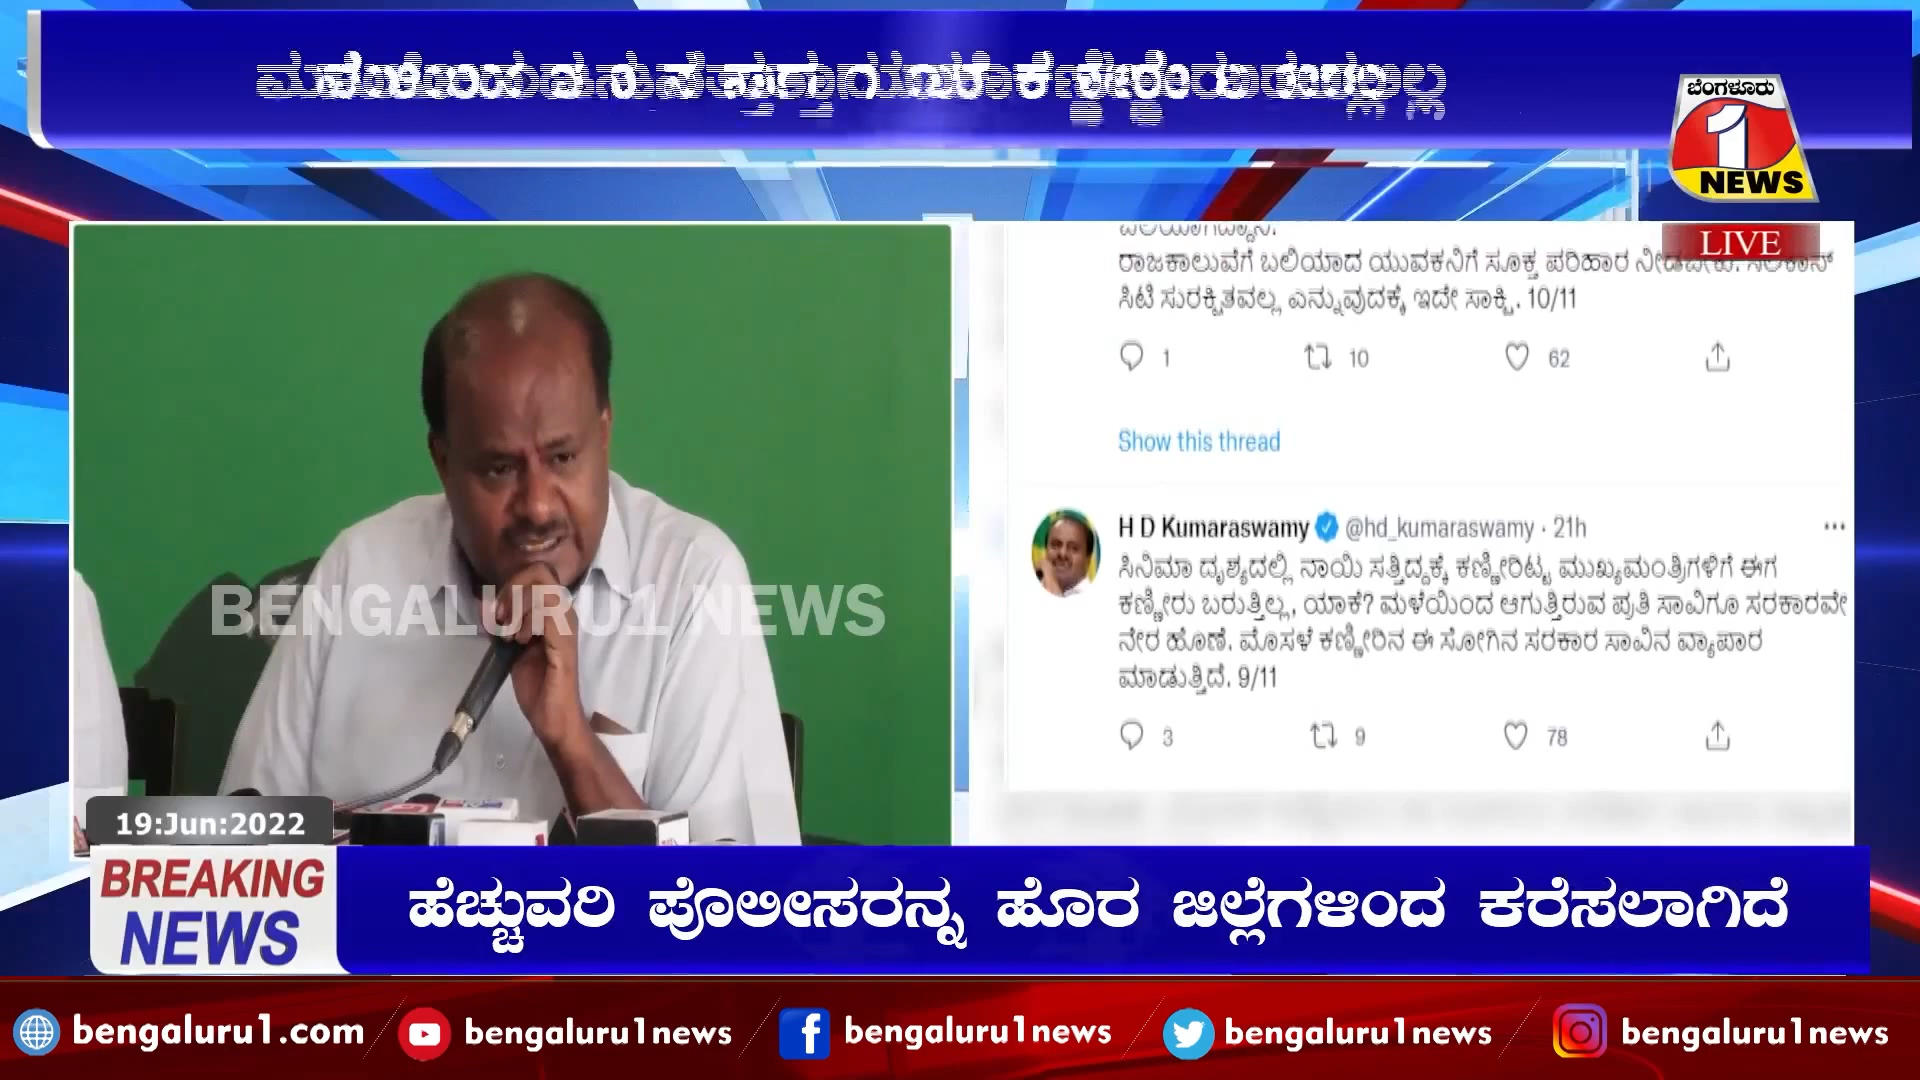 ಬೆಂಗಳೂರು
1
NEWS
LIVE
ರಾಜಕಾಲುವೆಗೆ ಬಲಿಯಾದ ಯುವಕನಿಗೆ ಸೂಕ್ತ ಪರಿಹಾರ
ಸಿಟಿ ಸುರಕ್ಷಿತವಲ್ಲ ಎನ್ನುವುದಕ್ಕೆ ಇದೇ ಸಾಕ್ಷಿ. 10/11
1 10 62
Show this thread
H D Kumaraswamy @hd_kumaraswamy · 21h
ಸಿನಿಮಾ ದೃಶ್ಯದಲ್ಲಿ ನಾಯಿ ಸತ್ತಿದ್ದಕ್ಕೆ ಕಣ್ಣೀರಿಟ್ಟ ಮುಖ್ಯಮಂತ್ರಿಗಳಿಗೆ ಈಗ
ಕಣ್ಣೀರು ಬರುತ್ತಿಲ್ಲ, ಯಾಕೆ? ಮಳೆಯಿಂದ ಆಗುತ್ತಿರುವ ಪ್ರತಿ ಸಾವಿಗೂ ಸರಕಾರವೇ
ನೇರ ಹೊಣೆ. ಮೊಸಳೆ ಕಣ್ಣೀರಿನ ಈ ಸೋಗಿನ ಸರಕಾರ ಸಾವಿನ ವ್ಯಾಪಾರ
ಮಾಡುತ್ತಿದೆ. 9/11
3 9 78
BENGALURU1 NEWS
19:Jun:2022
BREAKING
NEWS
ಹೆಚ್ಚುವರಿ ಪೊಲೀಸರನ್ನ ಹೊರ ಜಿಲ್ಲೆಗಳಿಂದ ಕರೆಸಲಾಗಿದೆ
bengaluru1.com bengaluru1news bengaluru1news bengaluru1news bengaluru1news